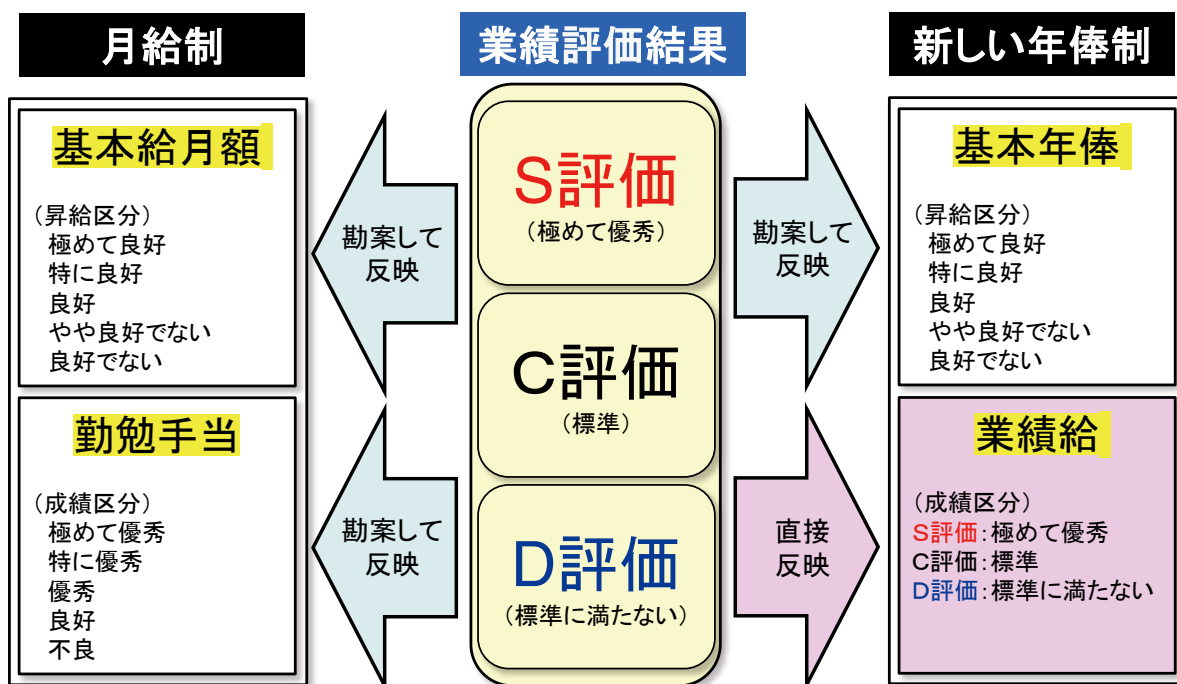 月給制
基本給月額
（昇給区分）
極めて良好
特に良好
良好
やや良好でない
良好でない
勤勉手当
（成績区分）
極めて優秀
特に優秀
優秀
良好
不良
勘案して
反映
勘案して
反映
業績評価結果
S評価
（極めて優秀）
C評価
（標準）
D評価
（標準に満たない）
勘案して
反映
直接
反映
新しい年俸制
基本年俸
（昇給区分）
極めて良好
特に良好
良好
やや良好でない
良好でない
業績給
（成績区分）
S評価：極めて優秀
C評価：標準
D評価：標準に満たない